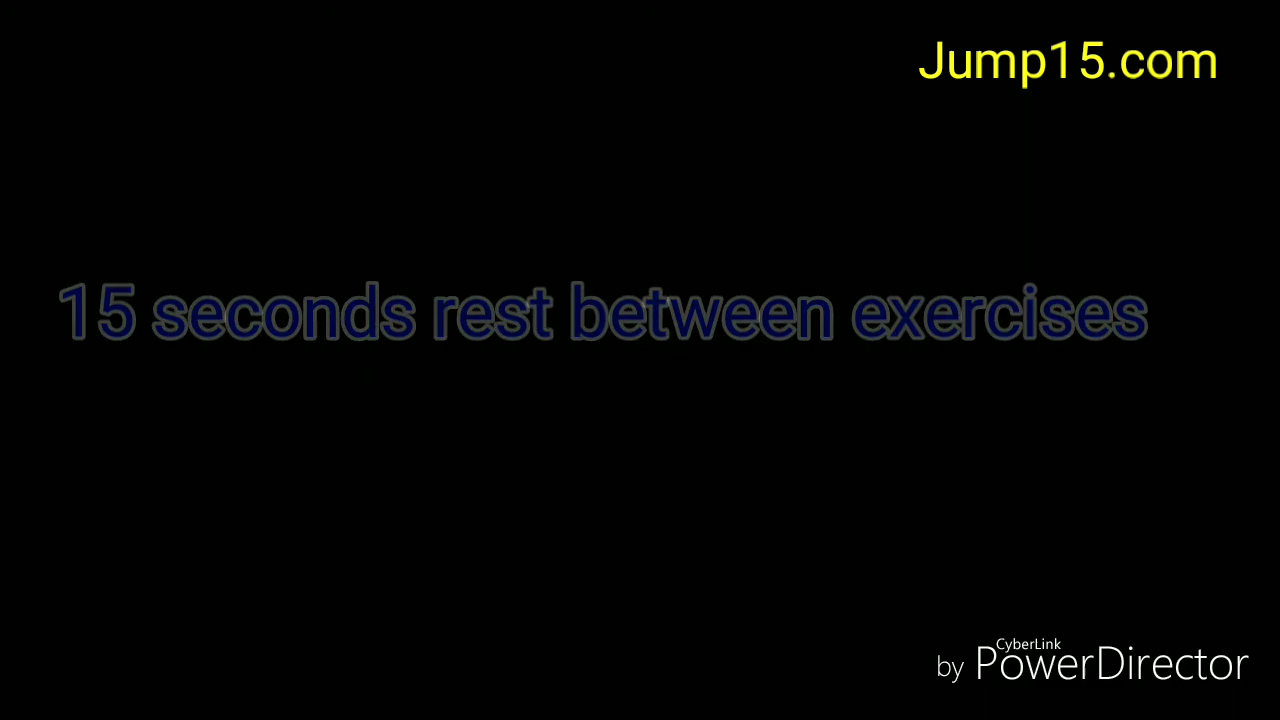 Jump15.com
15 seconds rest between exercises
CyberLink
by PowerDirector